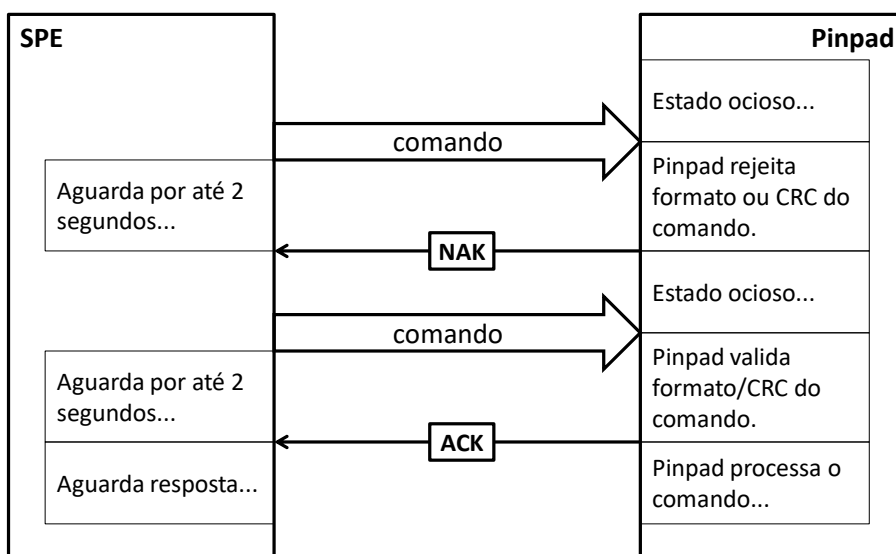 SPE
Pinpad
Estado ocioso...
comando
Aguarda por até 2
segundos...
Pinpad rejeita
formato ou CRC do
comando.
NAK
Estado ocioso...
comando
Aguarda por até 2
segundos...
Pinpad valida
formato/CRC do
comando.
ACK
Aguarda resposta...
Pinpad processa o
comando...